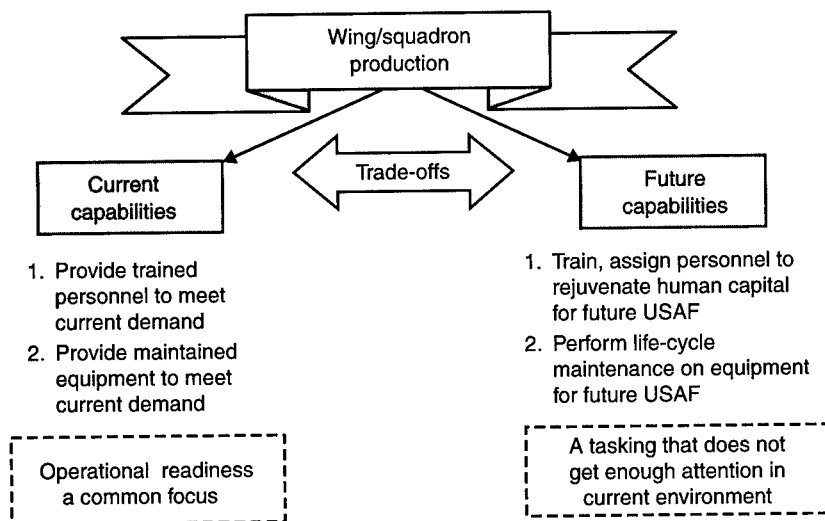 Wing/squadron
production
Trade-offs
Current
capabilities
1. Provide trained
personnel to meet
current demand
2. Provide maintained
equipment to meet
current demand
Operational readiness
a common focus
Future
capabilities
1. Train, assign personnel to
rejuvenate human capital
for future USAF
2. Perform life-cycle
maintenance on equipment
for future USAF
A tasking that does not
get enough attention in
current environment